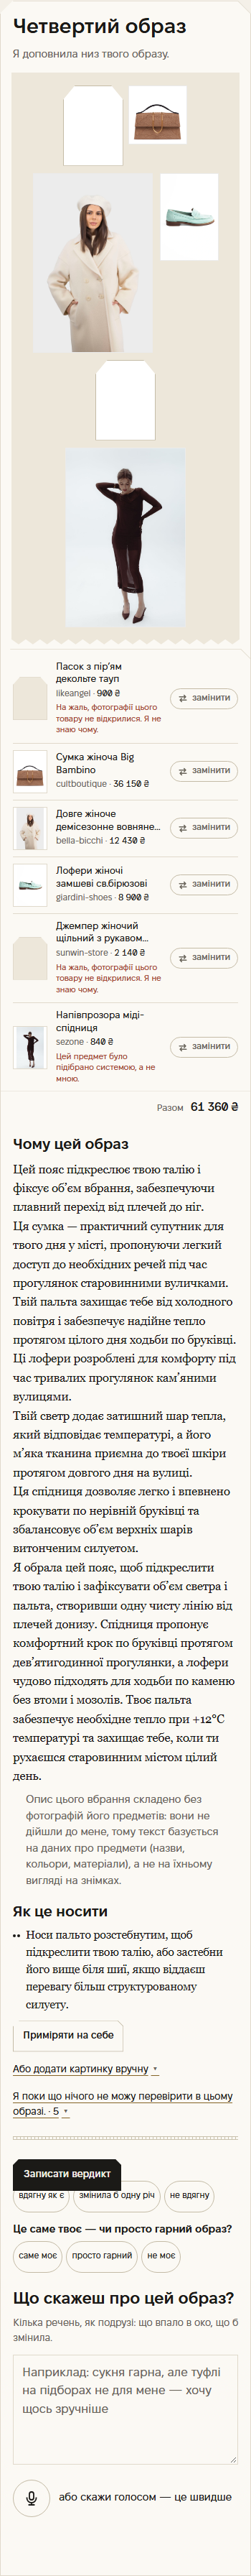 Четвертий образ
Я доповнила низ твого образу.
Пасок з пір’ям
декольте тауп
likeangel · 900 ₴
На жаль, фотографії цього
товару не відкрилися. Я не
знаю чому.
замінити
Сумка жіноча Big
Bambino
cultboutique · 36 150 ₴
замінити
Довге жіноче
демісезонне вовняне...
bella-bicchi · 12 430 ₴
замінити
Лофери жіночі
замшеві св.бірюзові
giardini-shoes · 8 900 ₴
замінити
Джемпер жіночий
щільний з рукавом...
sunwin-store · 2 140 ₴
На жаль, фотографії цього
товару не відкрилися. Я не
знаю чому.
замінити
Напівпрозора міді-
спідниця
sezone · 840 ₴
Цей предмет було
підібрано системою, а не
мною.
замінити
Разом 61 360 ₴
Чому цей образ
Цей пояс підкреслює твою талію і
фіксує об’єм вбрання, забезпечуючи
плавний перехід від плечей до ніг.
Ця сумка — практичний супутник для
твого дня у місті, пропонуючи легкий
доступ до необхідних речей під час
прогулянок старовинними вуличками.
Твій пальта захищає тебе від холодного
повітря і забезпечує надійне тепло
протягом цілого дня ходьби по бруківці.
Ці лофери розроблені для комфорту під
час тривалих прогулянок кам’яними
вулицями.
Твій светр додає затишний шар тепла,
який відповідає температурі, а його
м’яка тканина приємна до твоєї шкіри
протягом довгого дня на вулиці.
Ця спідниця дозволяє легко і впевнено
крокувати по нерівній бруківці та
збалансовує об’єм верхніх шарів
витонченим силуетом.
Я обрала цей пояс, щоб підкреслити
твою талію і зафіксувати об’єм светра і
пальта, створивши одну чисту лінію від
плечей донизу. Спідниця пропонує
комфортний крок по бруківці протягом
дев’ятигодинної прогулянки, а лофери
чудово підходять для ходьби по каменю
без втоми і мозолів. Твоє пальта
забезпечує необхідне тепло при +12°C
температурі та захищає тебе, коли ти
рухаєшся старовинним містом цілий
день.
Опис цього вбрання складено без
фотографій його предметів: вони не
дійшли до мене, тому текст базується
на даних про предмети (назви,
кольори, матеріали), а не на їхньому
вигляді на знімках.
Як це носити
Носи пальто розстебнутим, щоб
підкреслити твою талію, або застебни
його вище біля шиї, якщо віддаєш
перевагу більш структурованому
силуету.
Приміряти на себе
Або додати картинку вручну
Я поки що нічого не можу перевірити в цьому
образі. · 5
Записати вердикт
вдягну як є
змінила б одну річ
не вдягну
Це саме твоє — чи просто гарний образ?
саме моє
просто гарний
не моє
Що скажеш про цей образ?
Кілька речень, як подрузі: що впало в око, що б
змінила.
Наприклад: сукня гарна, але туфлі
на підборах не для мене — хочу
щось зручніше
або скажи голосом — це швидше